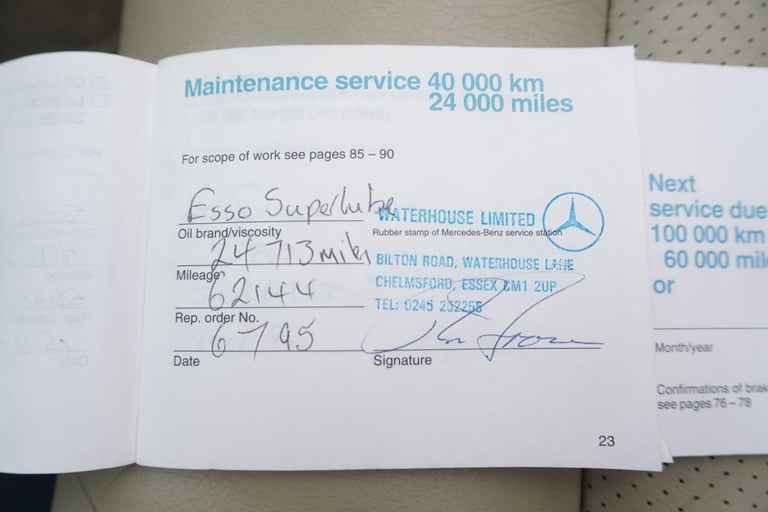 Maintenance service 40 000 km
24 000 miles
For scope of work see pages 85 – 90
Esso Superlube
Oil brand/viscosity
24 713 miles
Mileage
62144
Rep. order No.
6 7 95
Date
WATERHOUSE LIMITED
Rubber stamp of Mercedes-Benz service station
BILTON ROAD, WATERHOUSE LANE
CHELMSFORD, ESSEX CM1 2UP
TEL: 0245
Signature
23
Next
service due
100 000 km
60 000 mil
or
Month/year
Confirmations of brak
see pages 76 – 78